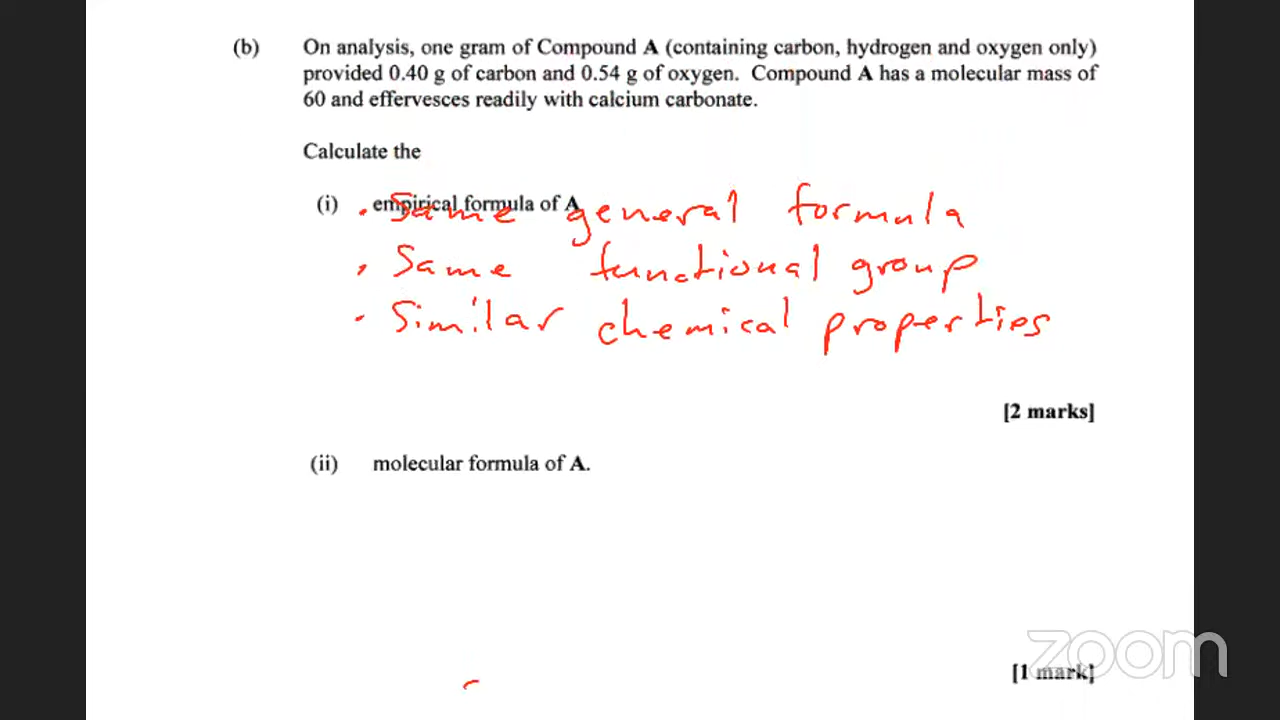 (b) On analysis, one gram of Compound A (containing carbon, hydrogen and oxygen only)
provided 0.40 g of carbon and 0.54 g of oxygen. Compound A has a molecular mass of
60 and effervesces readily with calcium carbonate.
Calculate the
(i) empirical formula of A
• Same general formula
• Same functional group
• Similar chemical properties
[2 marks]
(ii) molecular formula of A.
zoom
[1 mark]